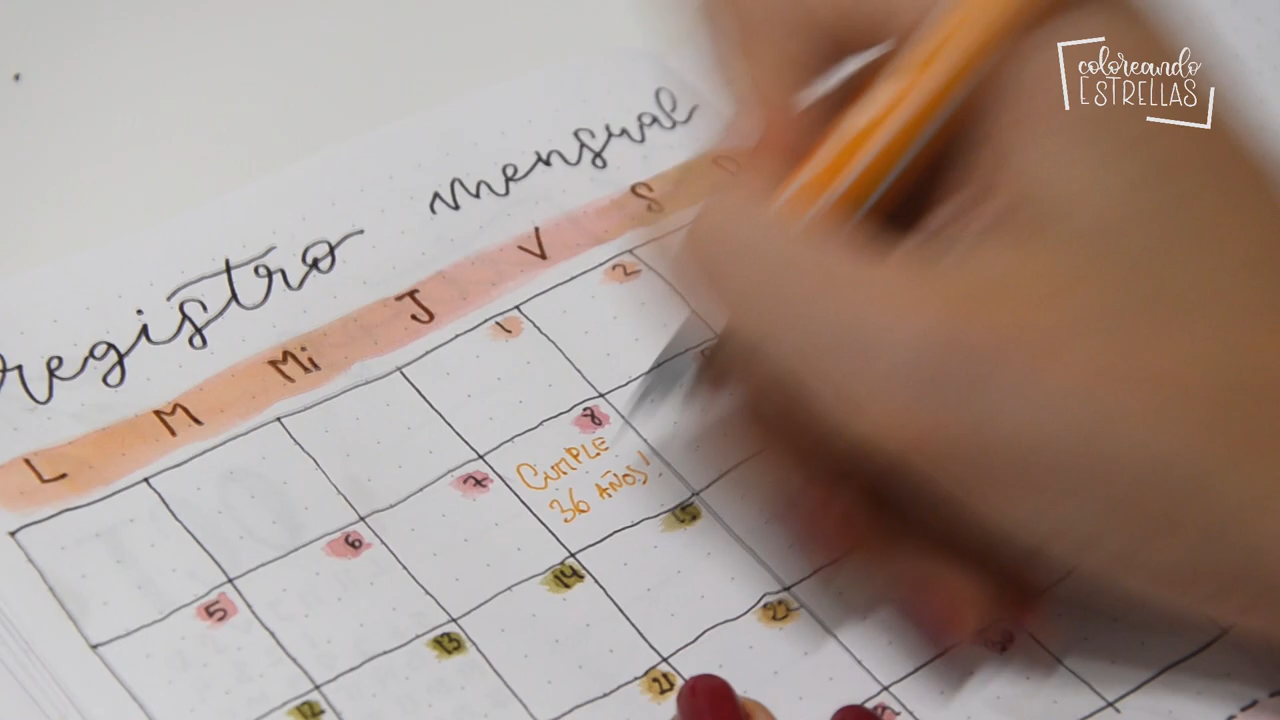 coloreando
ESTRELLAS
registro mensual
L M Mi J V S D
1 2
5 6 7 8
CUMPLE
36 AÑOS!
12 13 14 15
21 22